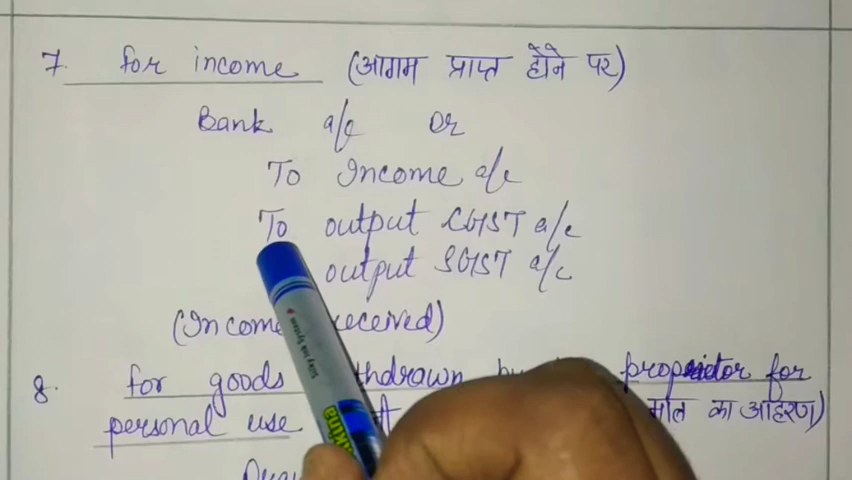 7. for income (आगम प्राप्त होने पर)
Bank a/c Dr
To Income a/c
To output CGST a/c
output SGST a/c
(Income received)
8. for goods thdrawn proprietor for
personal use माल का आहरण)